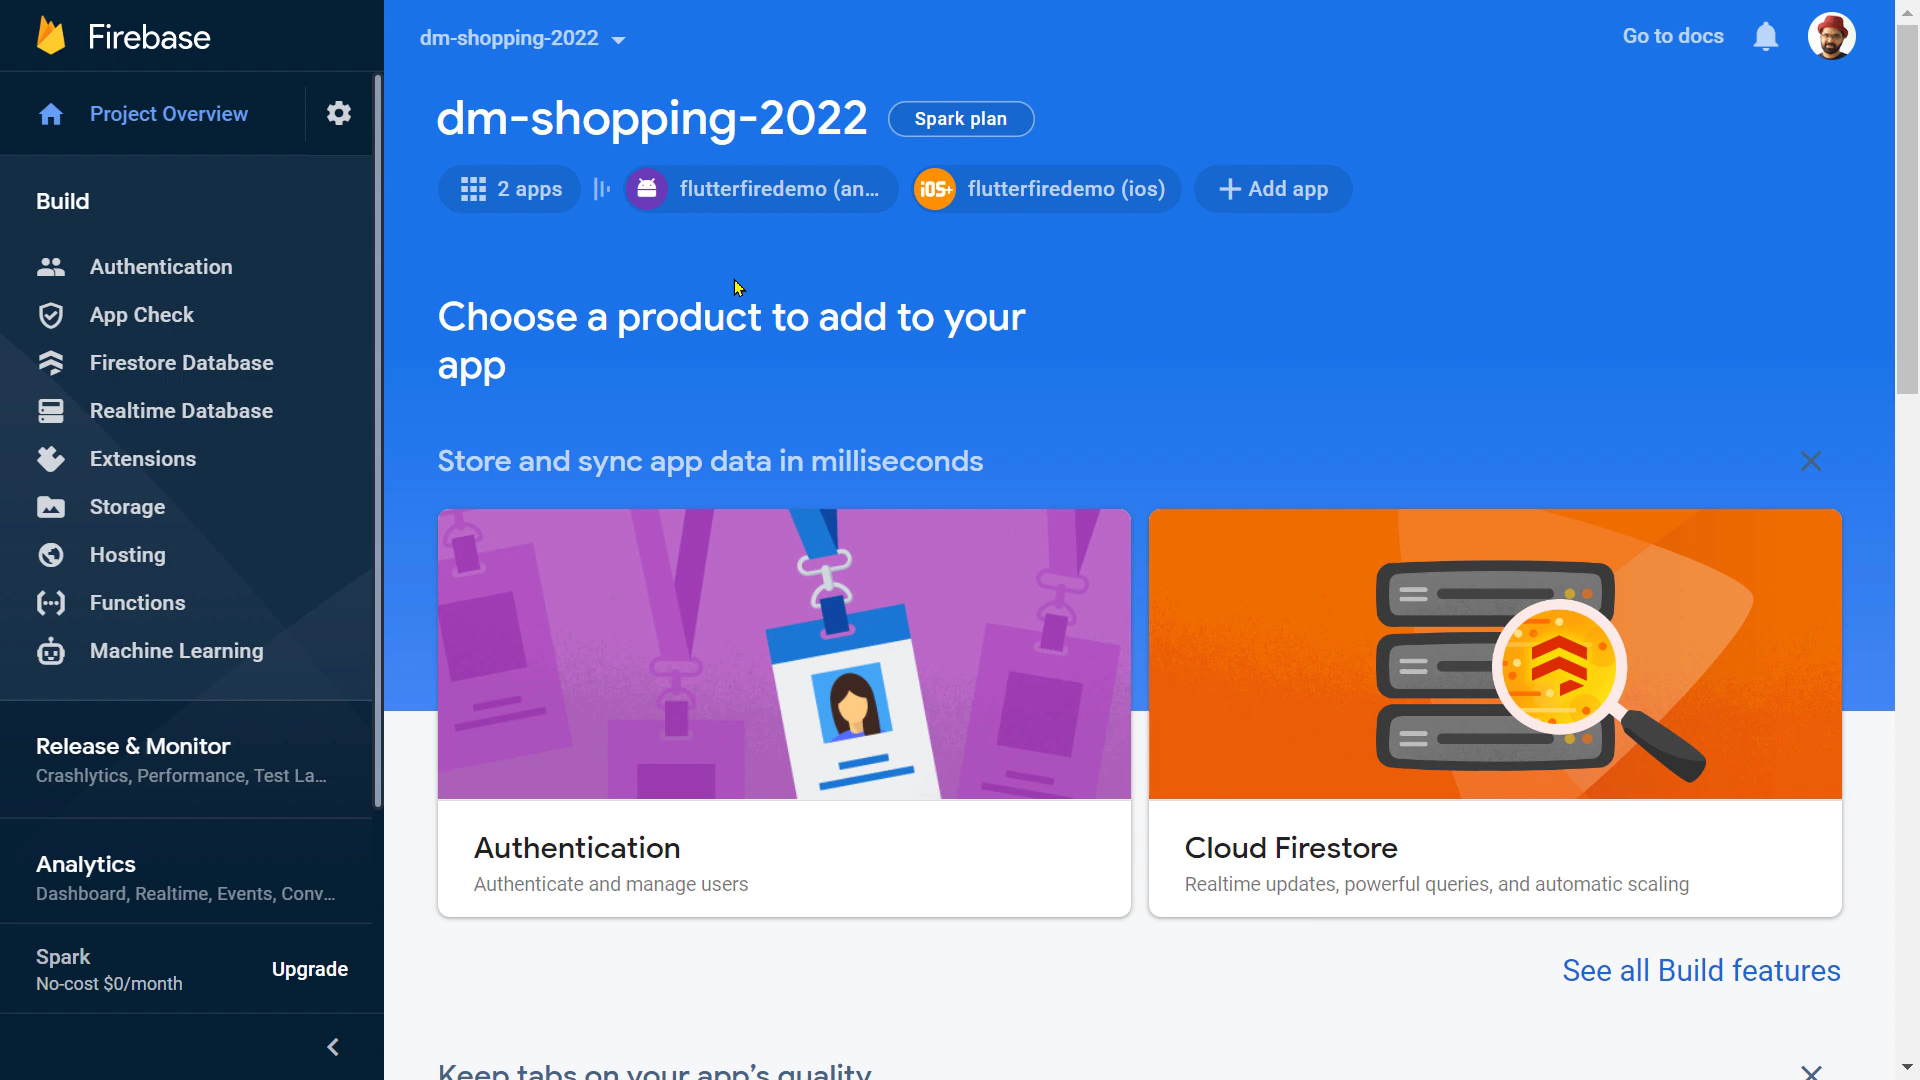 Firebase
dm-shopping-2022
Go to docs
Project Overview
dm-shopping-2022
Spark plan
2 apps
flutterfiredemo (an...
iOS+
flutterfiredemo (ios)
+ Add app
Build
Authentication
App Check
Firestore Database
Realtime Database
Extensions
Storage
Hosting
Functions
Machine Learning
Release & Monitor
Crashlytics, Performance, Test La...
Analytics
Dashboard, Realtime, Events, Conv...
Spark
No-cost $0/month
Upgrade
Choose a product to add to your
app
Store and sync app data in milliseconds
Authentication
Authenticate and manage users
Cloud Firestore
Realtime updates, powerful queries, and automatic scaling
See all Build features
Keep tabs on your app's quality